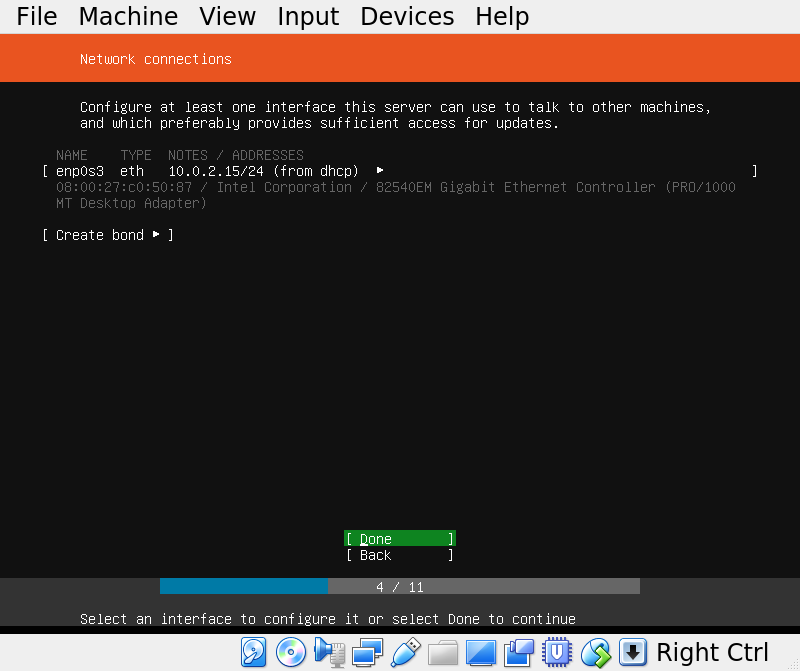 File Machine View Input Devices Help
Network connections
Configure at least one interface this server can use to talk to other machines,
and which preferably provides sufficient access for updates.
NAME TYPE NOTES / ADDRESSES
[ enp0s3 eth 10.0.2.15/24 (from dhcp) ▸ ]
08:00:27:c0:50:87 / Intel Corporation / 82540EM Gigabit Ethernet Controller (PRO/1000
MT Desktop Adapter)
[ Create bond ▸ ]
[ Done ]
[ Back ]
4 / 11
Select an interface to configure it or select Done to continue
Right Ctrl